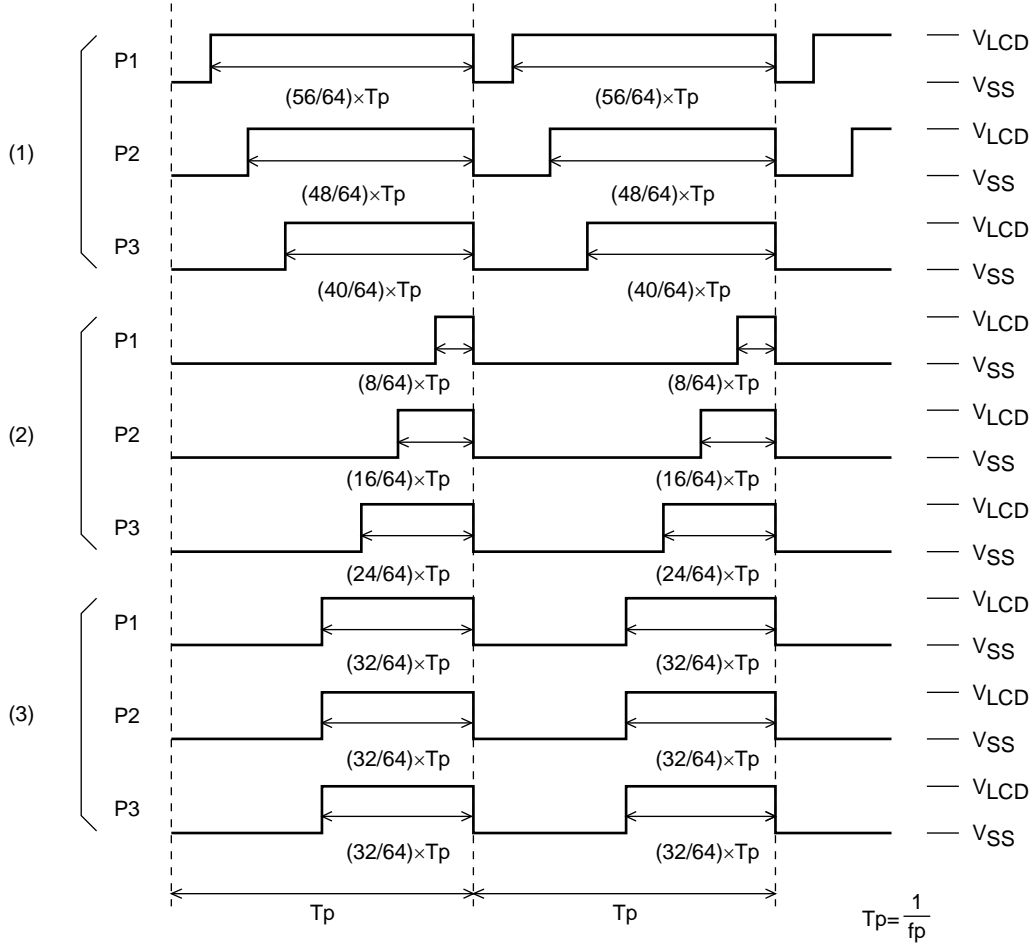 P1 VLCD
VSS
(56/64)×Tp (56/64)×Tp
(1) P2 VLCD
VSS
(48/64)×Tp (48/64)×Tp
P3 VLCD
VSS
(40/64)×Tp (40/64)×Tp
P1 VLCD
VSS
(8/64)×Tp (8/64)×Tp
(2) P2 VLCD
VSS
(16/64)×Tp (16/64)×Tp
P3 VLCD
VSS
(24/64)×Tp (24/64)×Tp
P1 VLCD
VSS
(32/64)×Tp (32/64)×Tp
(3) P2 VLCD
VSS
(32/64)×Tp (32/64)×Tp
P3 VLCD
VSS
(32/64)×Tp (32/64)×Tp
Tp Tp
Tp=1/fp